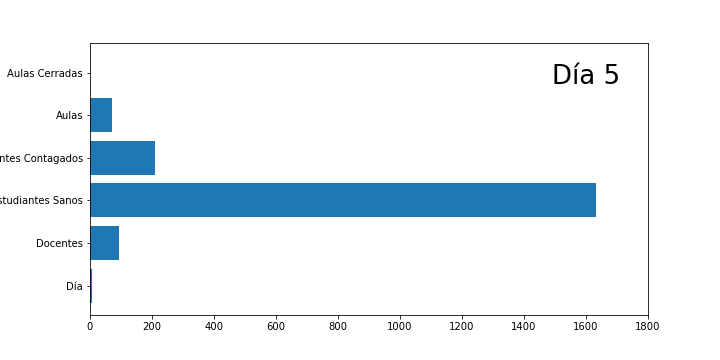 Día 5
Aulas Cerradas
Aulas
ntes Contagados
studiantes Sanos
Docentes
Día
0 200 400 600 800 1000 1200 1400 1600 1800